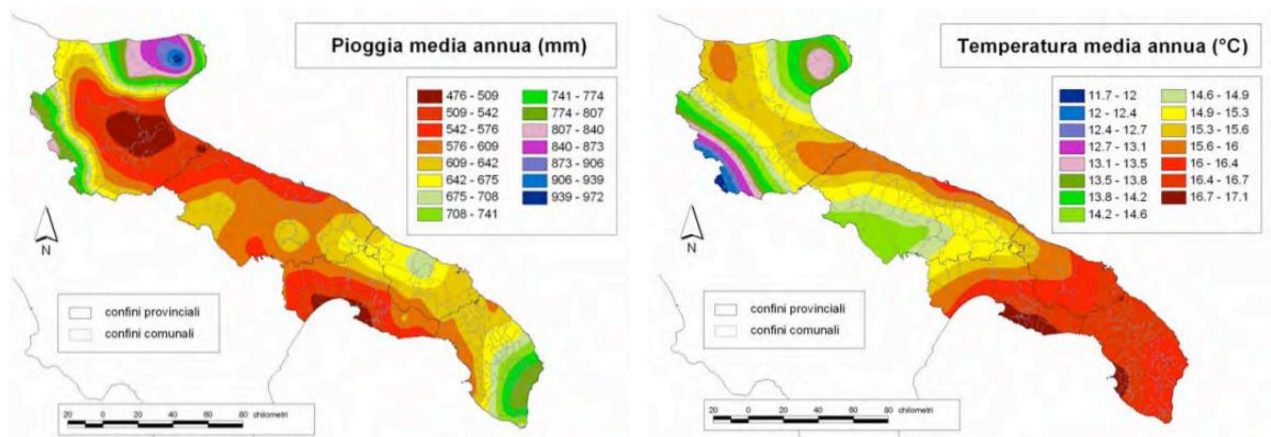 Pioggia media annua (mm)
476 - 509
509 - 542
542 - 576
576 - 609
609 - 642
642 - 675
675 - 708
708 - 741
741 - 774
774 - 807
807 - 840
840 - 873
873 - 906
906 - 939
939 - 972
N
confini provinciali
confini comunali
20 0 20 40 60 80 chilometri
Temperatura media annua (°C)
11.7 - 12
12 - 12.4
12.4 - 12.7
12.7 - 13.1
13.1 - 13.5
13.5 - 13.8
13.8 - 14.2
14.2 - 14.6
14.6 - 14.9
14.9 - 15.3
15.3 - 15.6
15.6 - 16
16 - 16.4
16.4 - 16.7
16.7 - 17.1
N
confini provinciali
confini comunali
20 0 20 40 60 80 chilometri